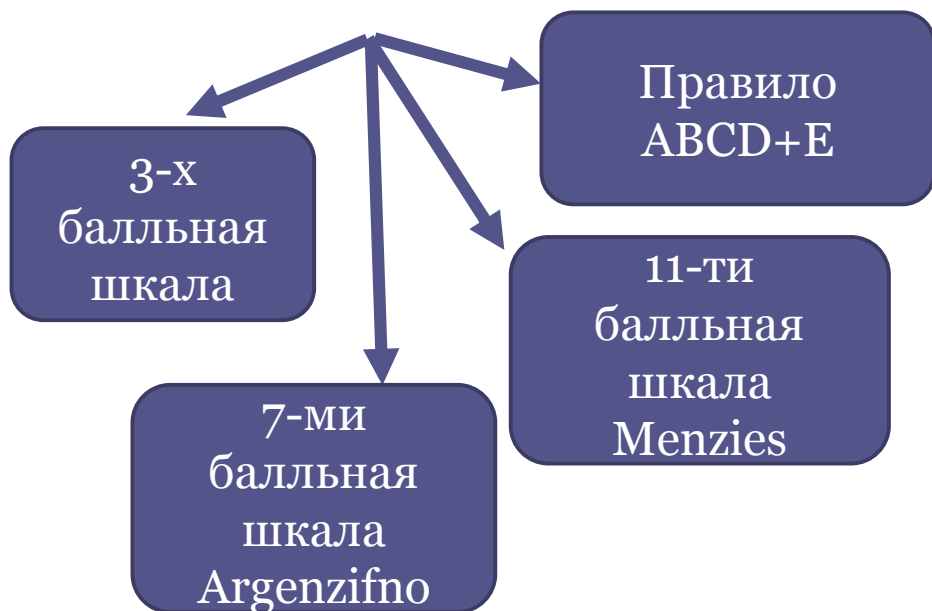 3-х
балльная
шкала
7-ми
балльная
шкала
Argenzifno
11-ти
балльная
шкала
Menzies
Правило
ABCD+E